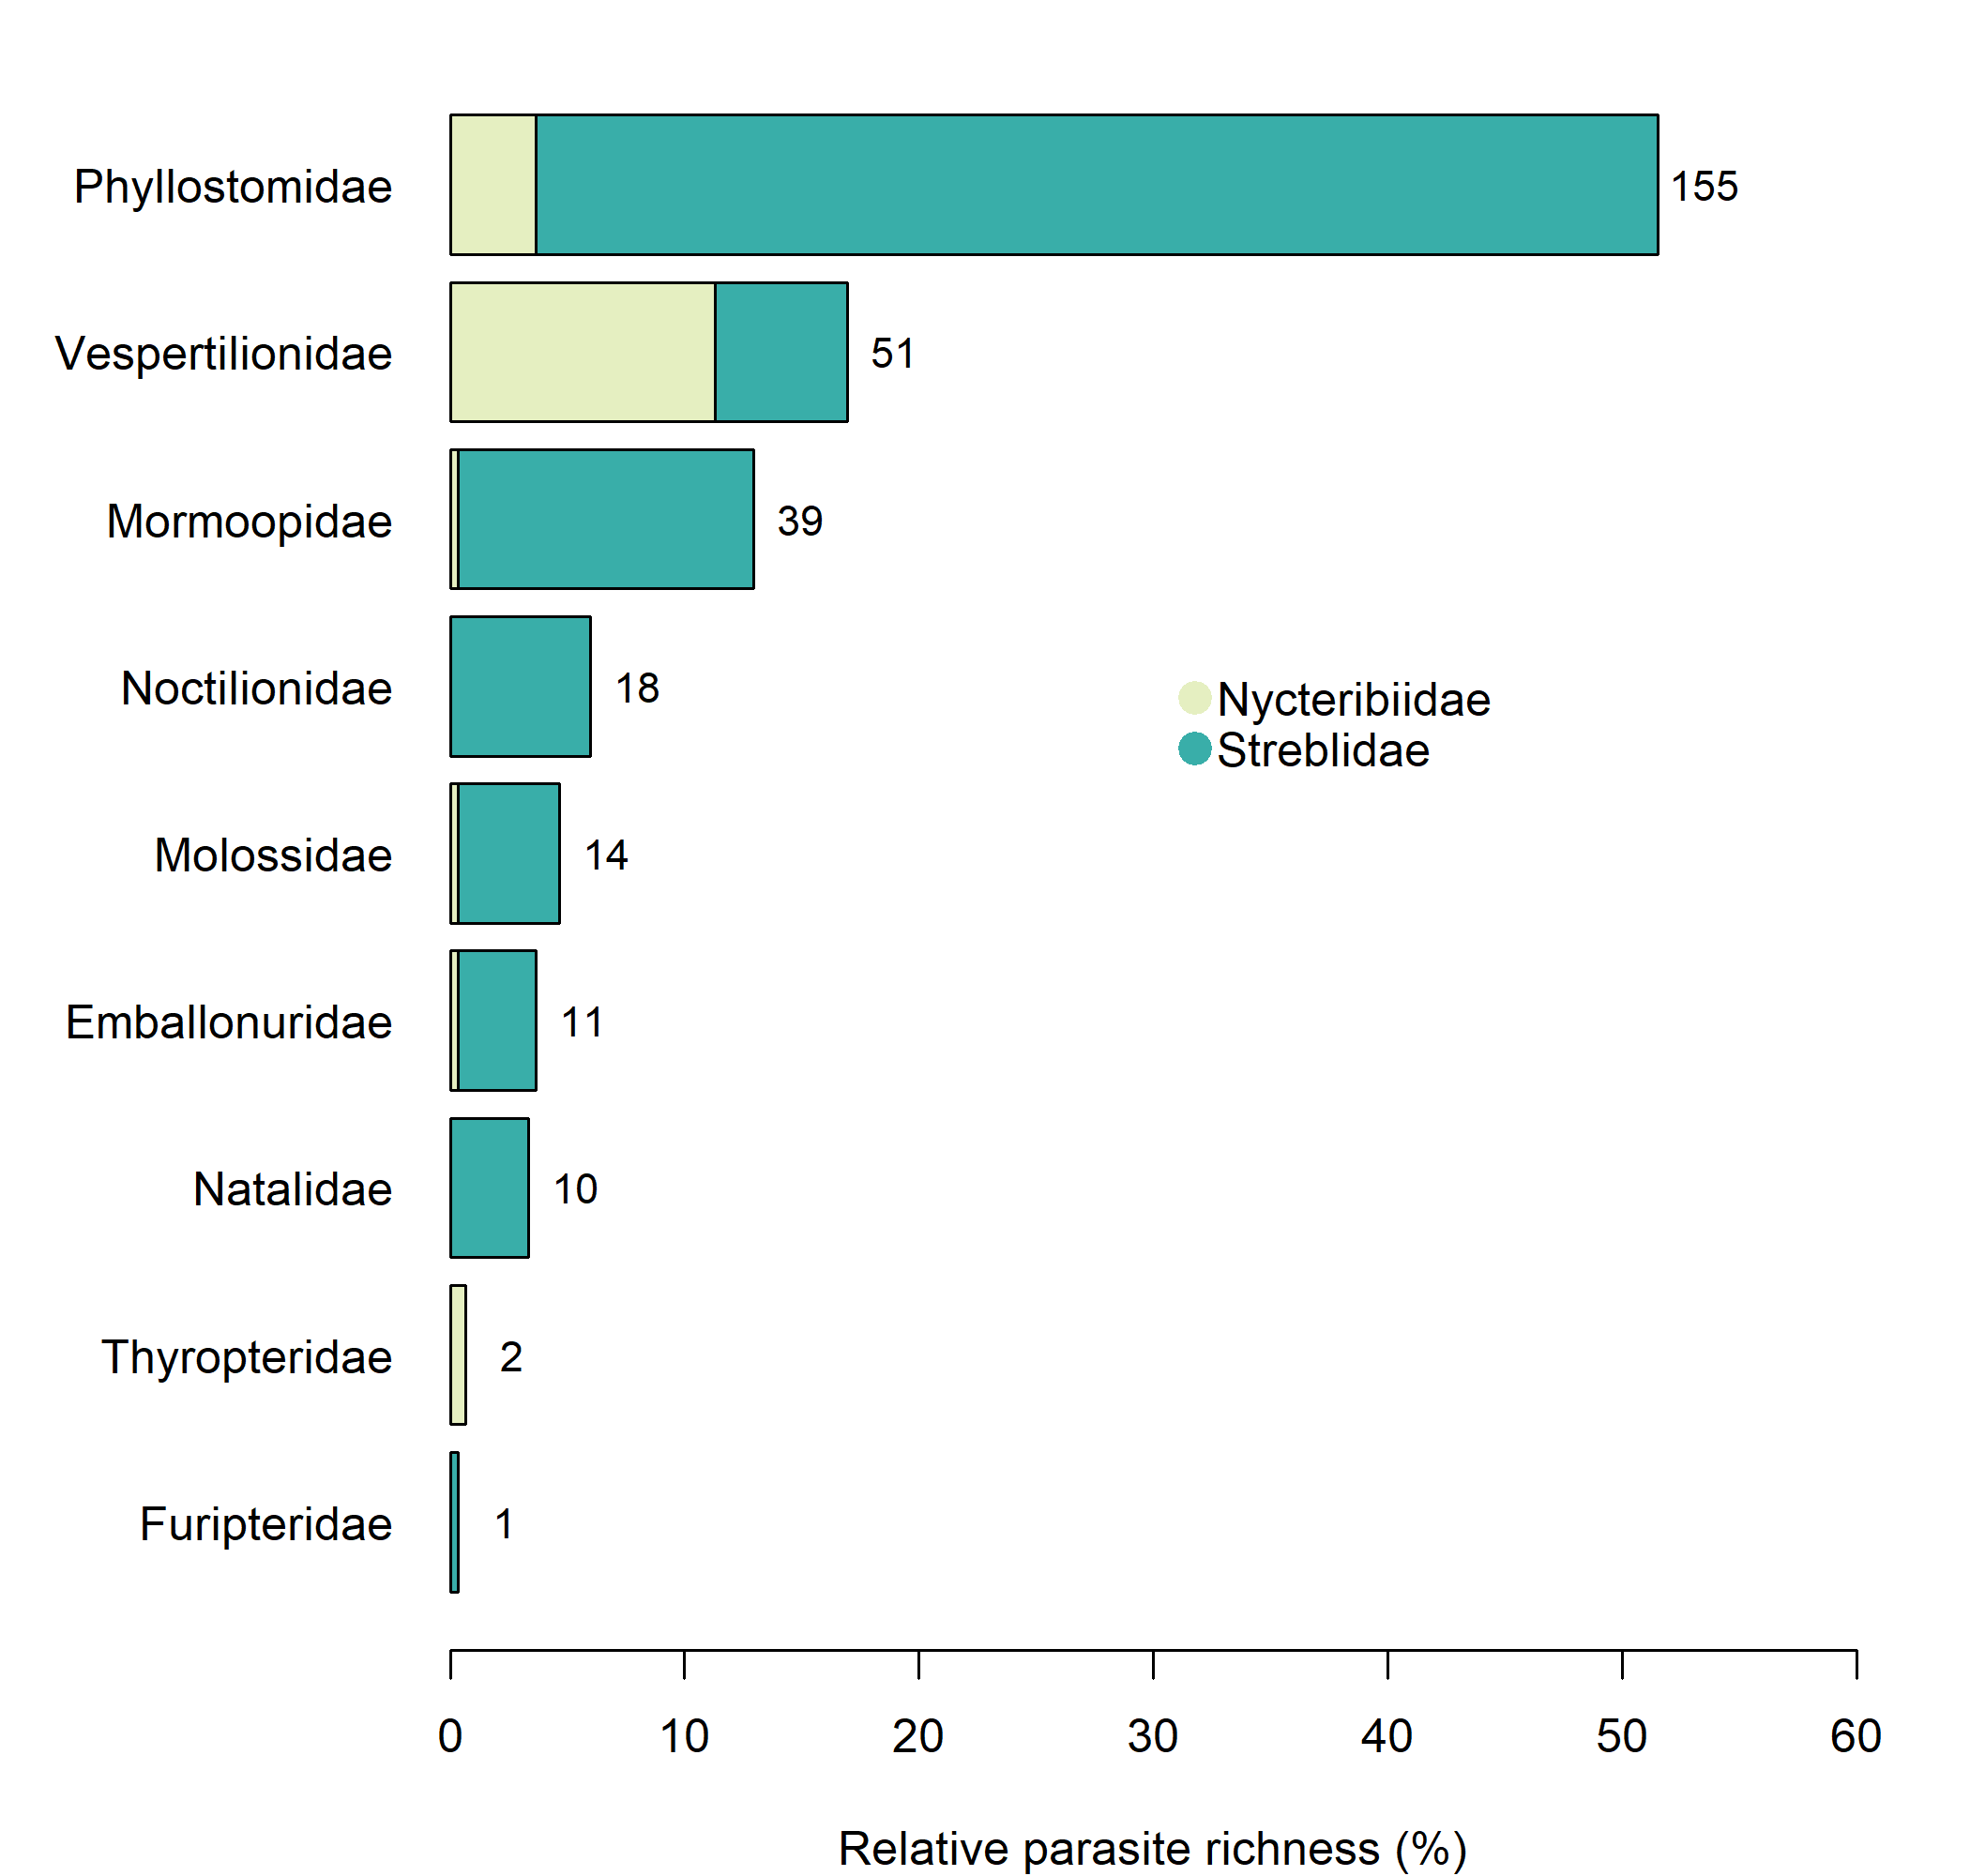 Phyllostomidae 155
Vespertilionidae 51
Mormoopidae 39
Noctilionidae 18
Nycteribiidae
Streblidae
Molossidae 14
Emballonuridae 11
Natalidae 10
Thyropteridae 2
Furipteridae 1
0 10 20 30 40 50 60
Relative parasite richness (%)